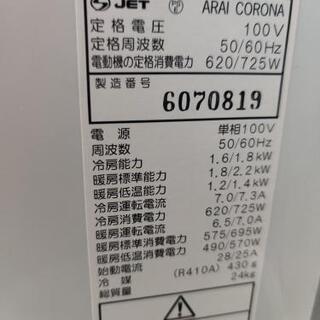 JET ARAI CORONA
定格電圧 100V
定格周波数 50/60Hz
電動機の定格消費電力 620/725W
製造番号 6070819
電源 単相100V
周波数 50/60Hz
冷房能力 1.6/1.8kW
暖房標準能力 1.8/2.2kW
暖房低温能力 1.2/1.4kW
冷房運転電流 7.0/7.3A
冷房消費電力 620/725W
暖房運転電流 6.5/7.0A
暖房標準消費電力 575/695W
暖房低温消費電力 490/570W
始動電流 28/25A
冷媒 (R410A) 430g
総質量 24kg